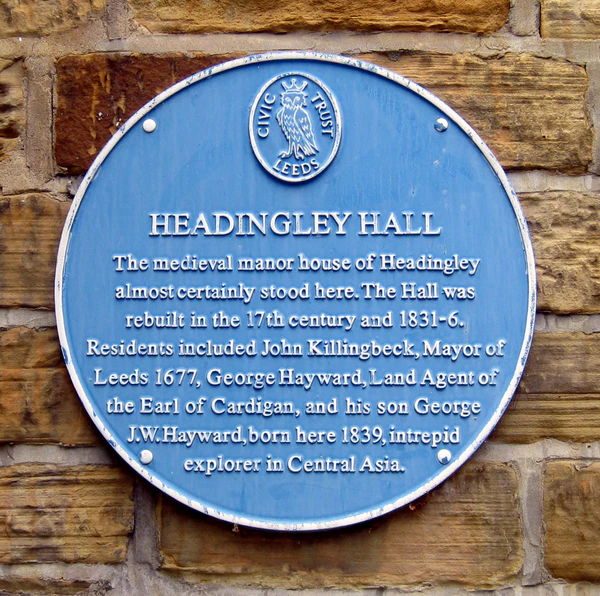 CIVIC TRUST
LEEDS
HEADINGLEY HALL
The medieval manor house of Headingley
almost certainly stood here. The Hall was
rebuilt in the 17th century and 1831-6.
Residents included John Killingbeck, Mayor of
Leeds 1677, George Hayward, Land Agent of
the Earl of Cardigan, and his son George
J.W. Hayward, born here 1839, intrepid
explorer in Central Asia.